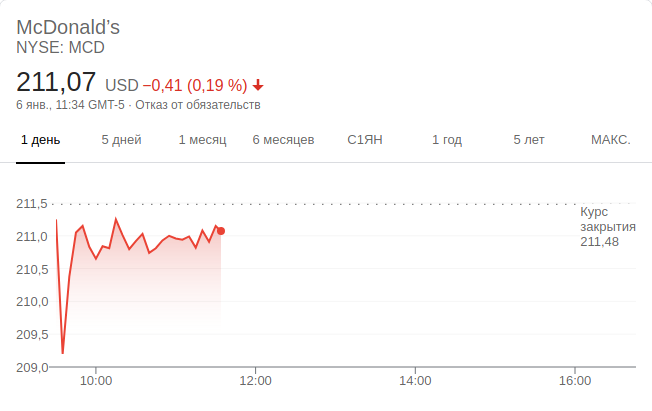 McDonald’s
NYSE: MCD
211,07 USD −0,41 (0,19 %)
6 янв., 11:34 GMT-5 · Отказ от обязательств
1 день 5 дней 1 месяц 6 месяцев С1ЯН 1 год 5 лет МАКС.
211,5
Курс
закрытия
211,0
211,48
210,5
210,0
209,5
209,0
10:00 12:00 14:00 16:00